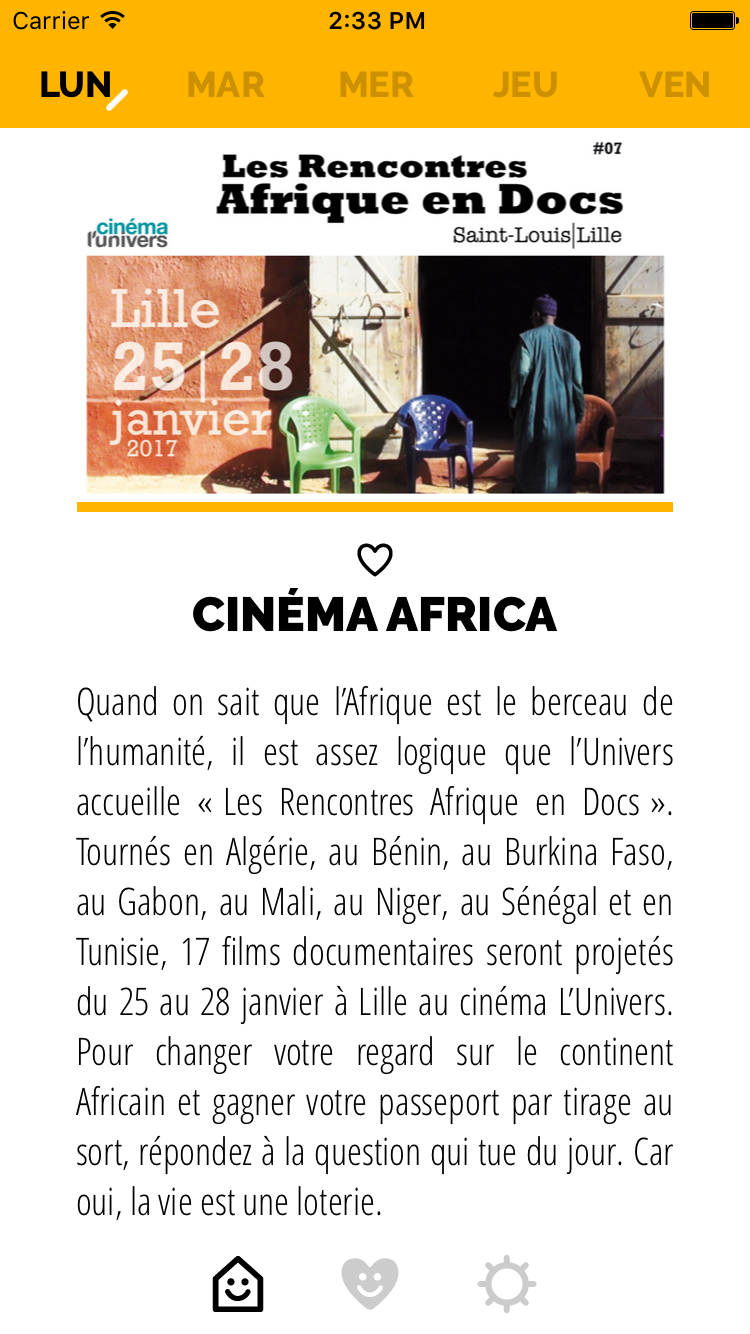 Carrier 2:33 PM
LUN MAR MER JEU VEN
#07
Les Rencontres
Afrique en Docs
cinéma
l'univers
Saint-Louis|Lille
Lille
25|28
janvier
2017
CINÉMA AFRICA
Quand on sait que l’Afrique est le berceau de
l’humanité, il est assez logique que l’Univers
accueille « Les Rencontres Afrique en Docs ».
Tournés en Algérie, au Bénin, au Burkina Faso,
au Gabon, au Mali, au Niger, au Sénégal et en
Tunisie, 17 films documentaires seront projetés
du 25 au 28 janvier à Lille au cinéma L’Univers.
Pour changer votre regard sur le continent
Africain et gagner votre passeport par tirage au
sort, répondez à la question qui tue du jour. Car
oui, la vie est une loterie.